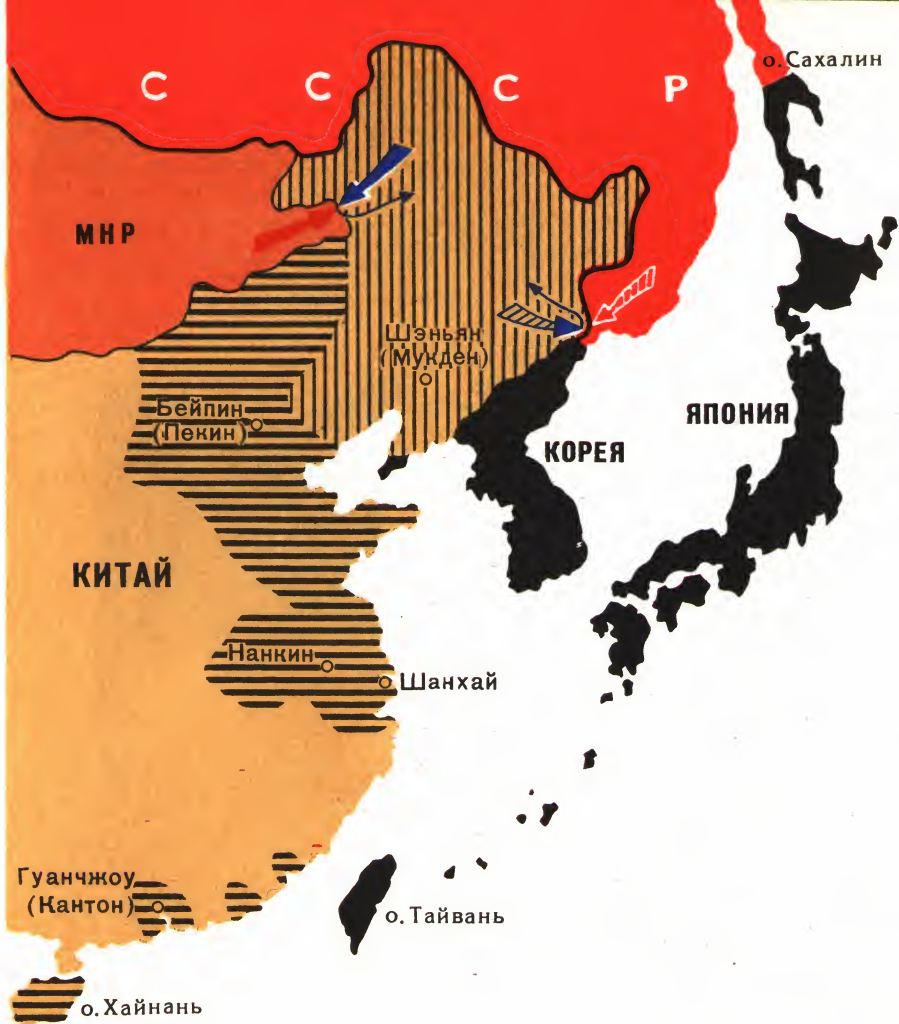 о.Сахалин
С С С Р
МНР
Шэньян
(Мукден)
ЯПОНИЯ
Бейпин
(Пекин)
КОРЕЯ
КИТАЙ
Нанкин
Шанхай
Гуанчжоу
(Кантон)
о.Тайвань
о.Хайнань